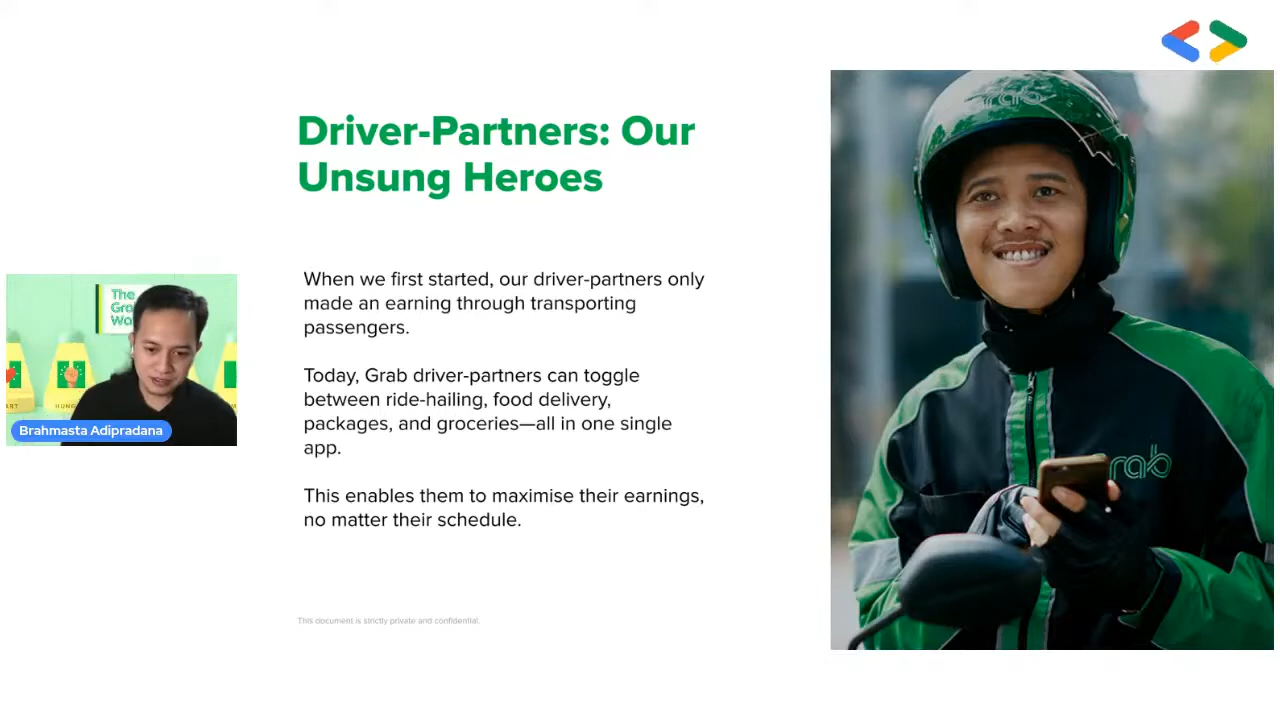 Driver-Partners: Our
Unsung Heroes
When we first started, our driver-partners only
made an earning through transporting
passengers.
Today, Grab driver-partners can toggle
between ride-hailing, food delivery,
packages, and groceries—all in one single
app.
This enables them to maximise their earnings,
no matter their schedule.
This document is strictly private and confidential.
The
Brahmasta Adipradana
rab